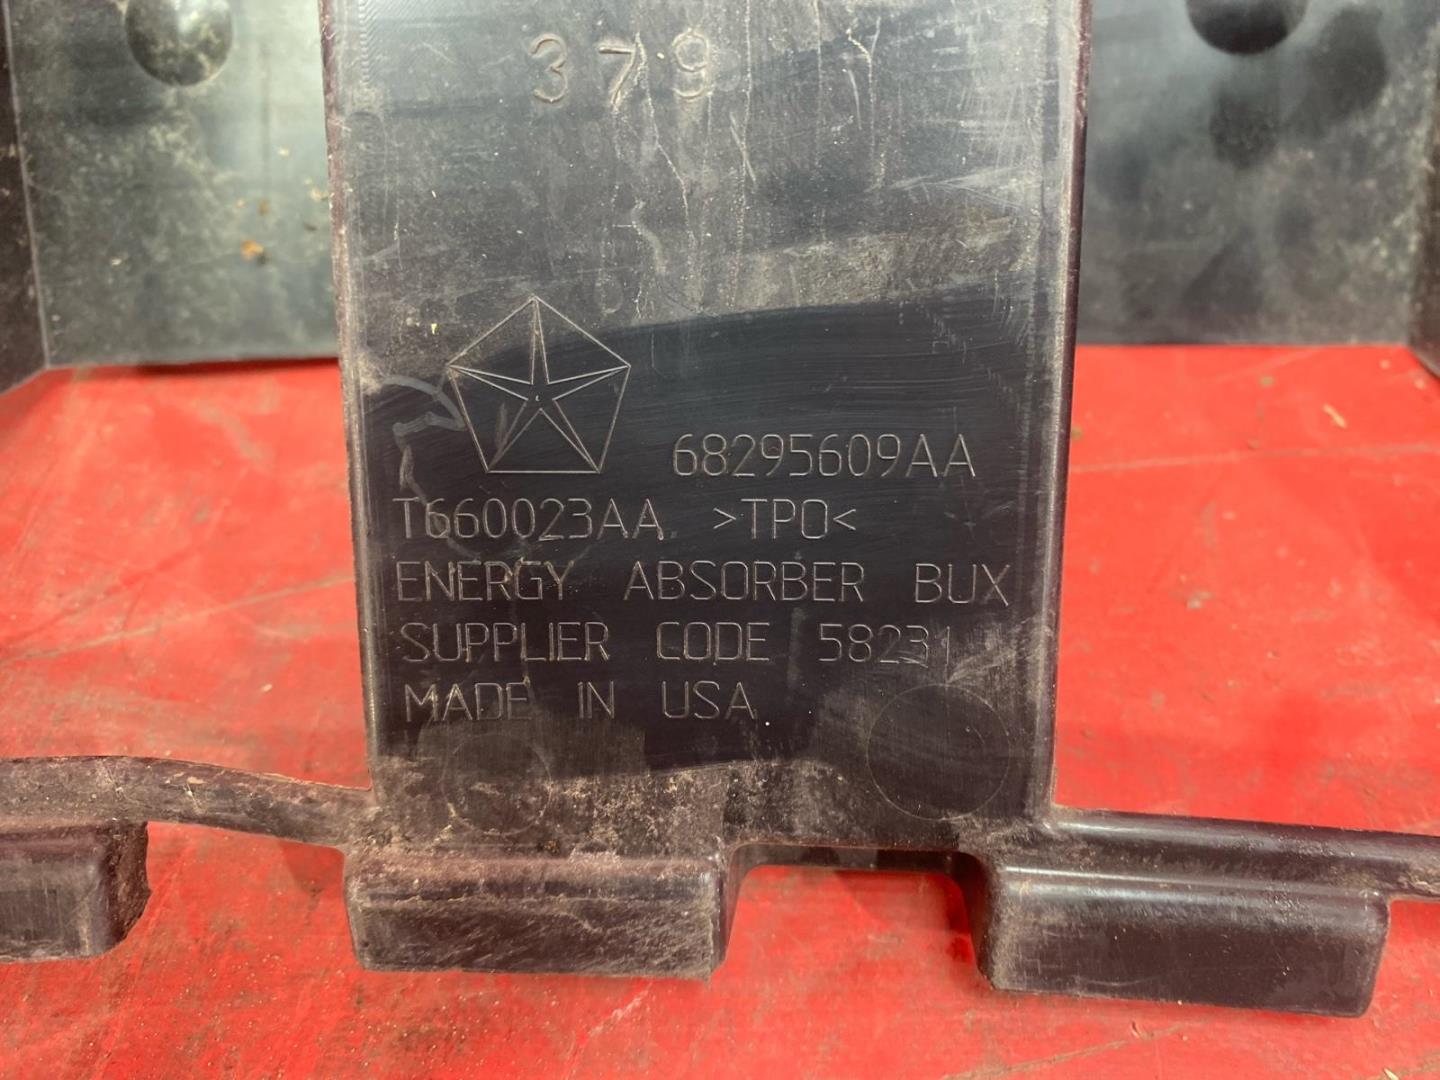 379
68295609AA
T660023AA >TPO<
ENERGY ABSORBER BUX
SUPPLIER CODE 58231
MADE IN USA